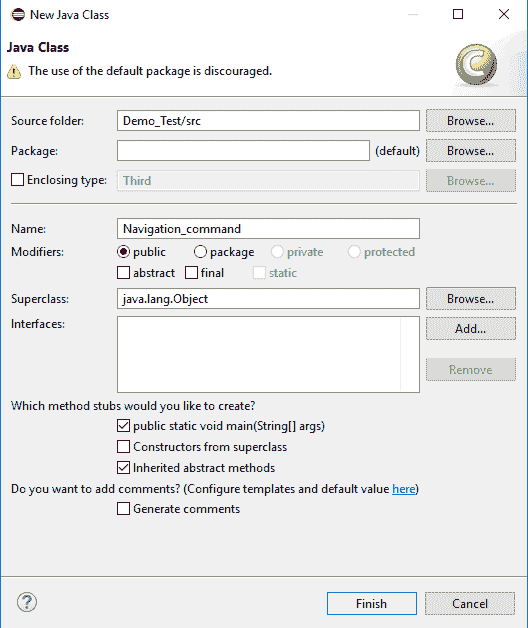 New Java Class
Java Class
The use of the default package is discouraged.
Source folder: Demo_Test/src Browse...
Package: (default) Browse...
Enclosing type: Third Browse...
Name: Navigation_command
Modifiers: public package private protected
abstract final static
Superclass: java.lang.Object Browse...
Interfaces: Add...
Remove
Which method stubs would you like to create?
public static void main(String[] args)
Constructors from superclass
Inherited abstract methods
Do you want to add comments? (Configure templates and default value here)
Generate comments
? Finish Cancel